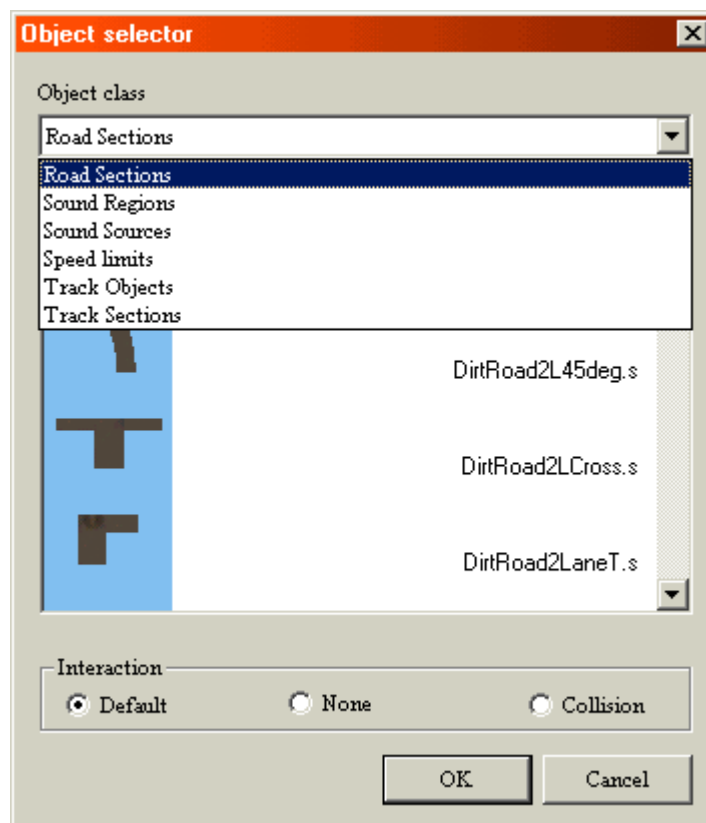 Object selector
Object class
Road Sections
Road Sections
Sound Regions
Sound Sources
Speed limits
Track Objects
Track Sections
DirtRoad2L45deg.s
DirtRoad2LCross.s
DirtRoad2LaneT.s
Interaction
Default None Collision
OK Cancel